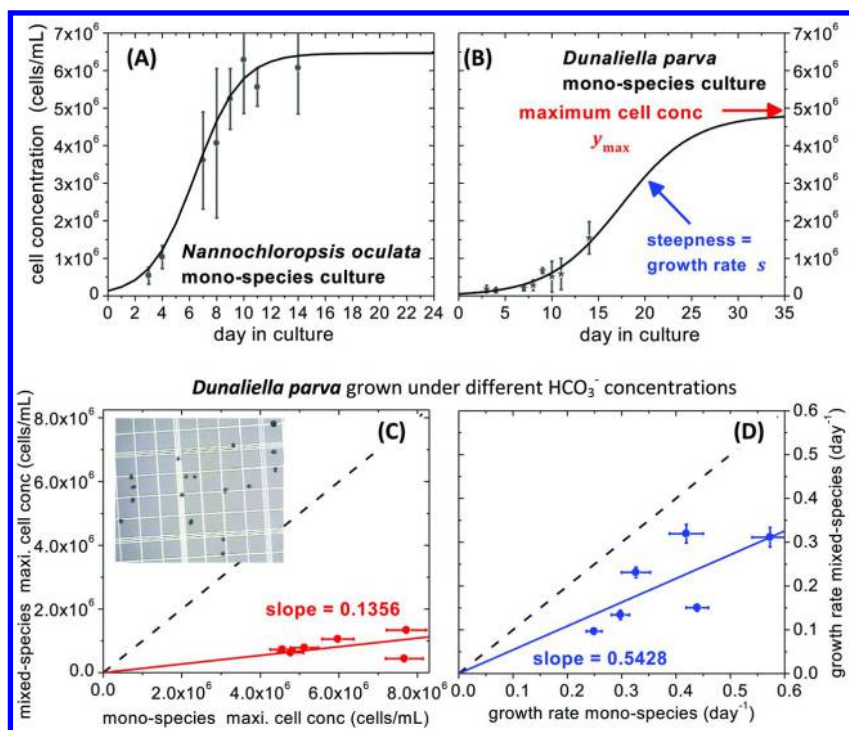 (A)
7x10⁶
6x10⁶
5x10⁶
4x10⁶
3x10⁶
2x10⁶
1x10⁶
0
cell concentration (cells/mL)
Nannochloropsis oculata
mono-species culture
0 2 4 6 8 10 12 14 16 18 20 22 24
day in culture
(B)
Dunaliella parva
mono-species culture
maximum cell conc
yₘₐₓ
steepness =
growth rate s
7x10⁶
6x10⁶
5x10⁶
4x10⁶
3x10⁶
2x10⁶
1x10⁶
0
0 5 10 15 20 25 30 35
day in culture
Dunaliella parva grown under different HCO₃⁻ concentrations
(C)
8.0x10⁶
6.0x10⁶
4.0x10⁶
2.0x10⁶
0.0
mixed-species maxi. cell conc (cells/mL)
slope = 0.1356
0.0 2.0x10⁶ 4.0x10⁶ 6.0x10⁶ 8.0x10⁶
mono-species maxi. cell conc (cells/mL)
(D)
0.6
0.5
0.4
0.3
0.2
0.1
0.0
growth rate mixed-species (day⁻¹)
slope = 0.5428
0.0 0.1 0.2 0.3 0.4 0.5 0.6
growth rate mono-species (day⁻¹)